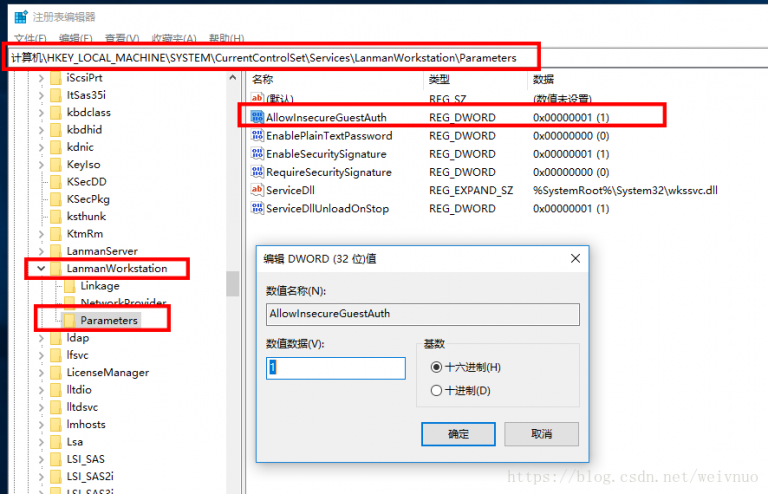 注册表编辑器
文件(F) 编辑(E) 查看(V) 收藏夹(A) 帮助(H)
计算机\HKEY_LOCAL_MACHINE\SYSTEM\CurrentControlSet\Services\LanmanWorkstation\Parameters
iScsiPrt
ItSas35i
kbdclass
kbdhid
kdnic
KeyIso
KSecDD
KSecPkg
ksthunk
KtmRm
LanmanServer
LanmanWorkstation
Linkage
NetworkProvider
Parameters
ldap
lfsvc
LicenseManager
lltdio
lltdsvc
lmhosts
Lsa
LSI_SAS
LSI_SAS2i
LSI_SAS3i
名称 类型 数据
(默认) REG_SZ (数值未设置)
AllowInsecureGuestAuth REG_DWORD 0x00000001 (1)
EnablePlainTextPassword REG_DWORD 0x00000000 (0)
EnableSecuritySignature REG_DWORD 0x00000001 (1)
RequireSecuritySignature REG_DWORD 0x00000000 (0)
ServiceDll REG_EXPAND_SZ %SystemRoot%\System32\wkssvc.dll
ServiceDllUnloadOnStop REG_DWORD 0x00000001 (1)
编辑 DWORD (32 位)值
数值名称(N):
AllowInsecureGuestAuth
数值数据(V):
1
基数
十六进制(H)
十进制(D)
确定 取消
https://blog.csdn.net/weivnuo